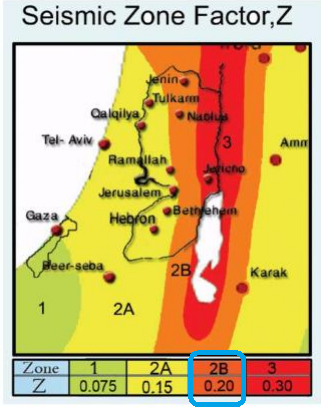 Seismic Zone Factor,Z
Jenin
Tulkarm
Qalqilya
Nablus
Tel- Aviv
3
Amm
Ramallah
Jericho
Jerusalem
Gaza
Hebron
Bethlehem
Beer-seba
2B
Karak
1
2A
Zone 1 2A 2B 3
Z 0.075 0.15 0.20 0.30